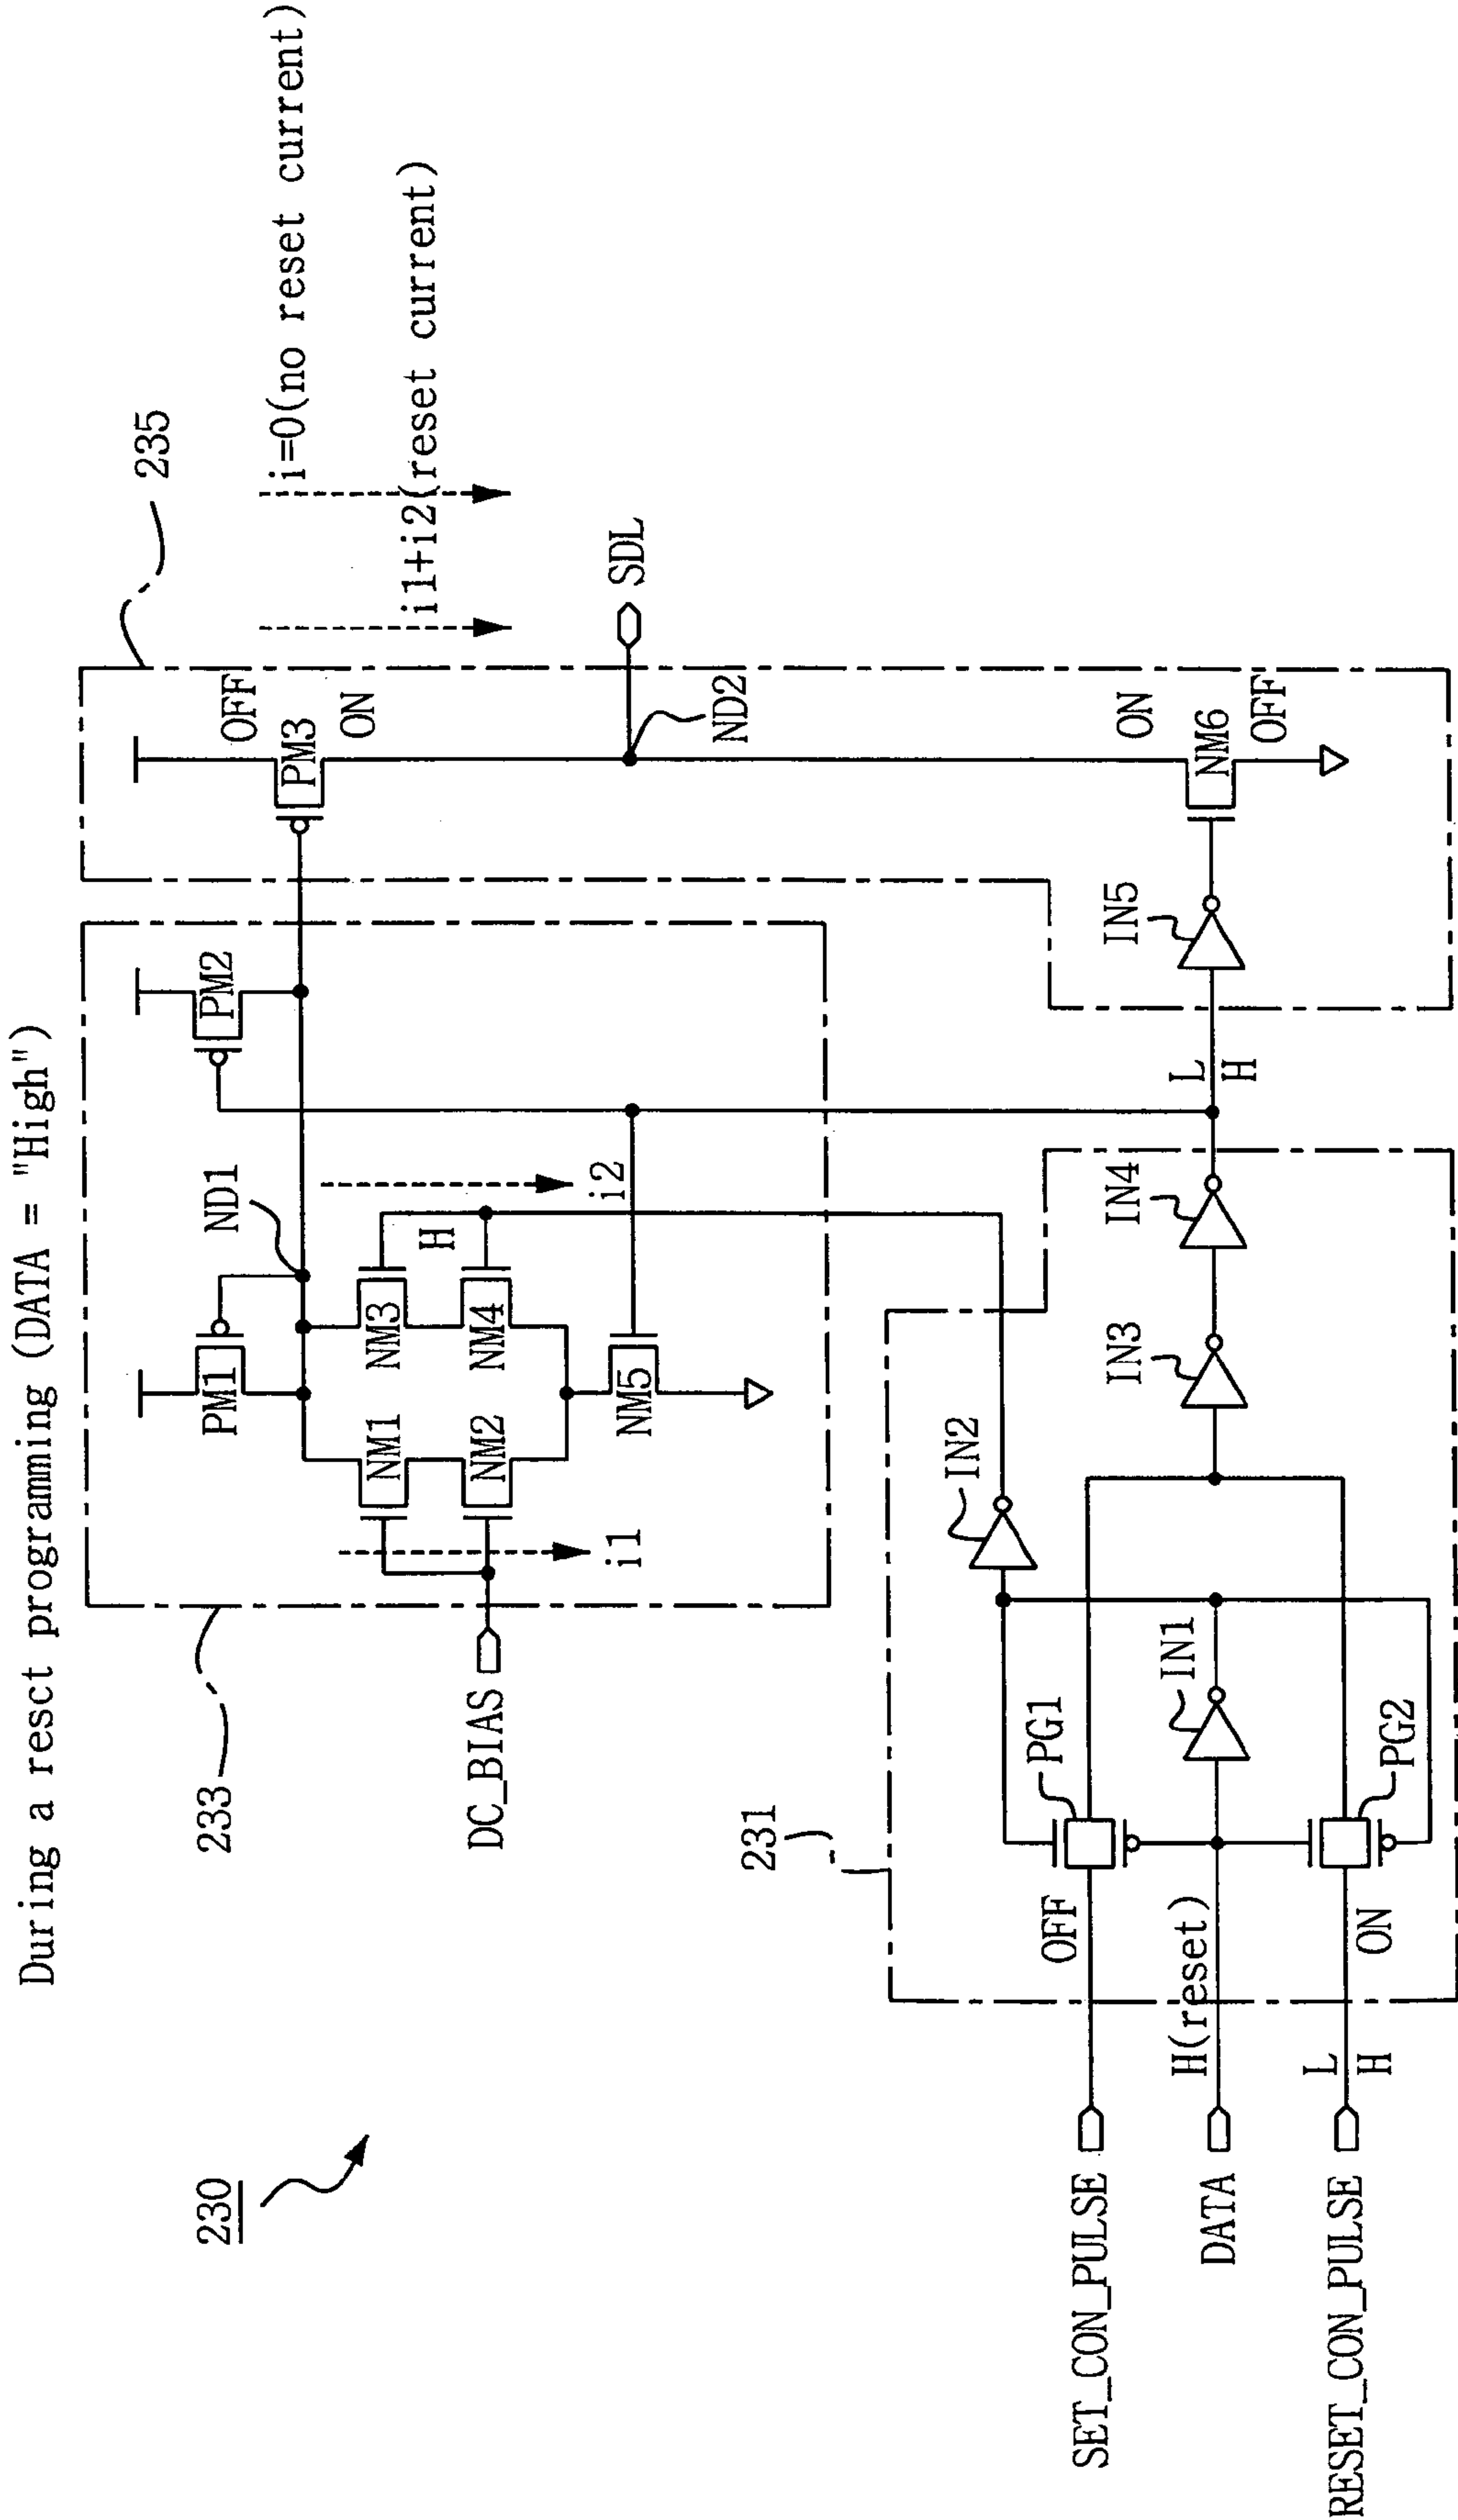 During a resct programming (DATA = "High")
230
233
235
PM1
ND1
PM2
OFF
PM3
ON
i=0(no reset current)
i1+i2(reset current)
NM1
NM3
H
NM2
NM4
i1
i2
NM5
DC_BIAS
SDL
ND2
231
IN2
PG1
OFF
SET_CON_PULSE
H(reset)
DATA
IN1
IN3
IN4
L
H
IN5
ON
NM6
OFF
L
H
RESET_CON_PULSE
ON
PG2